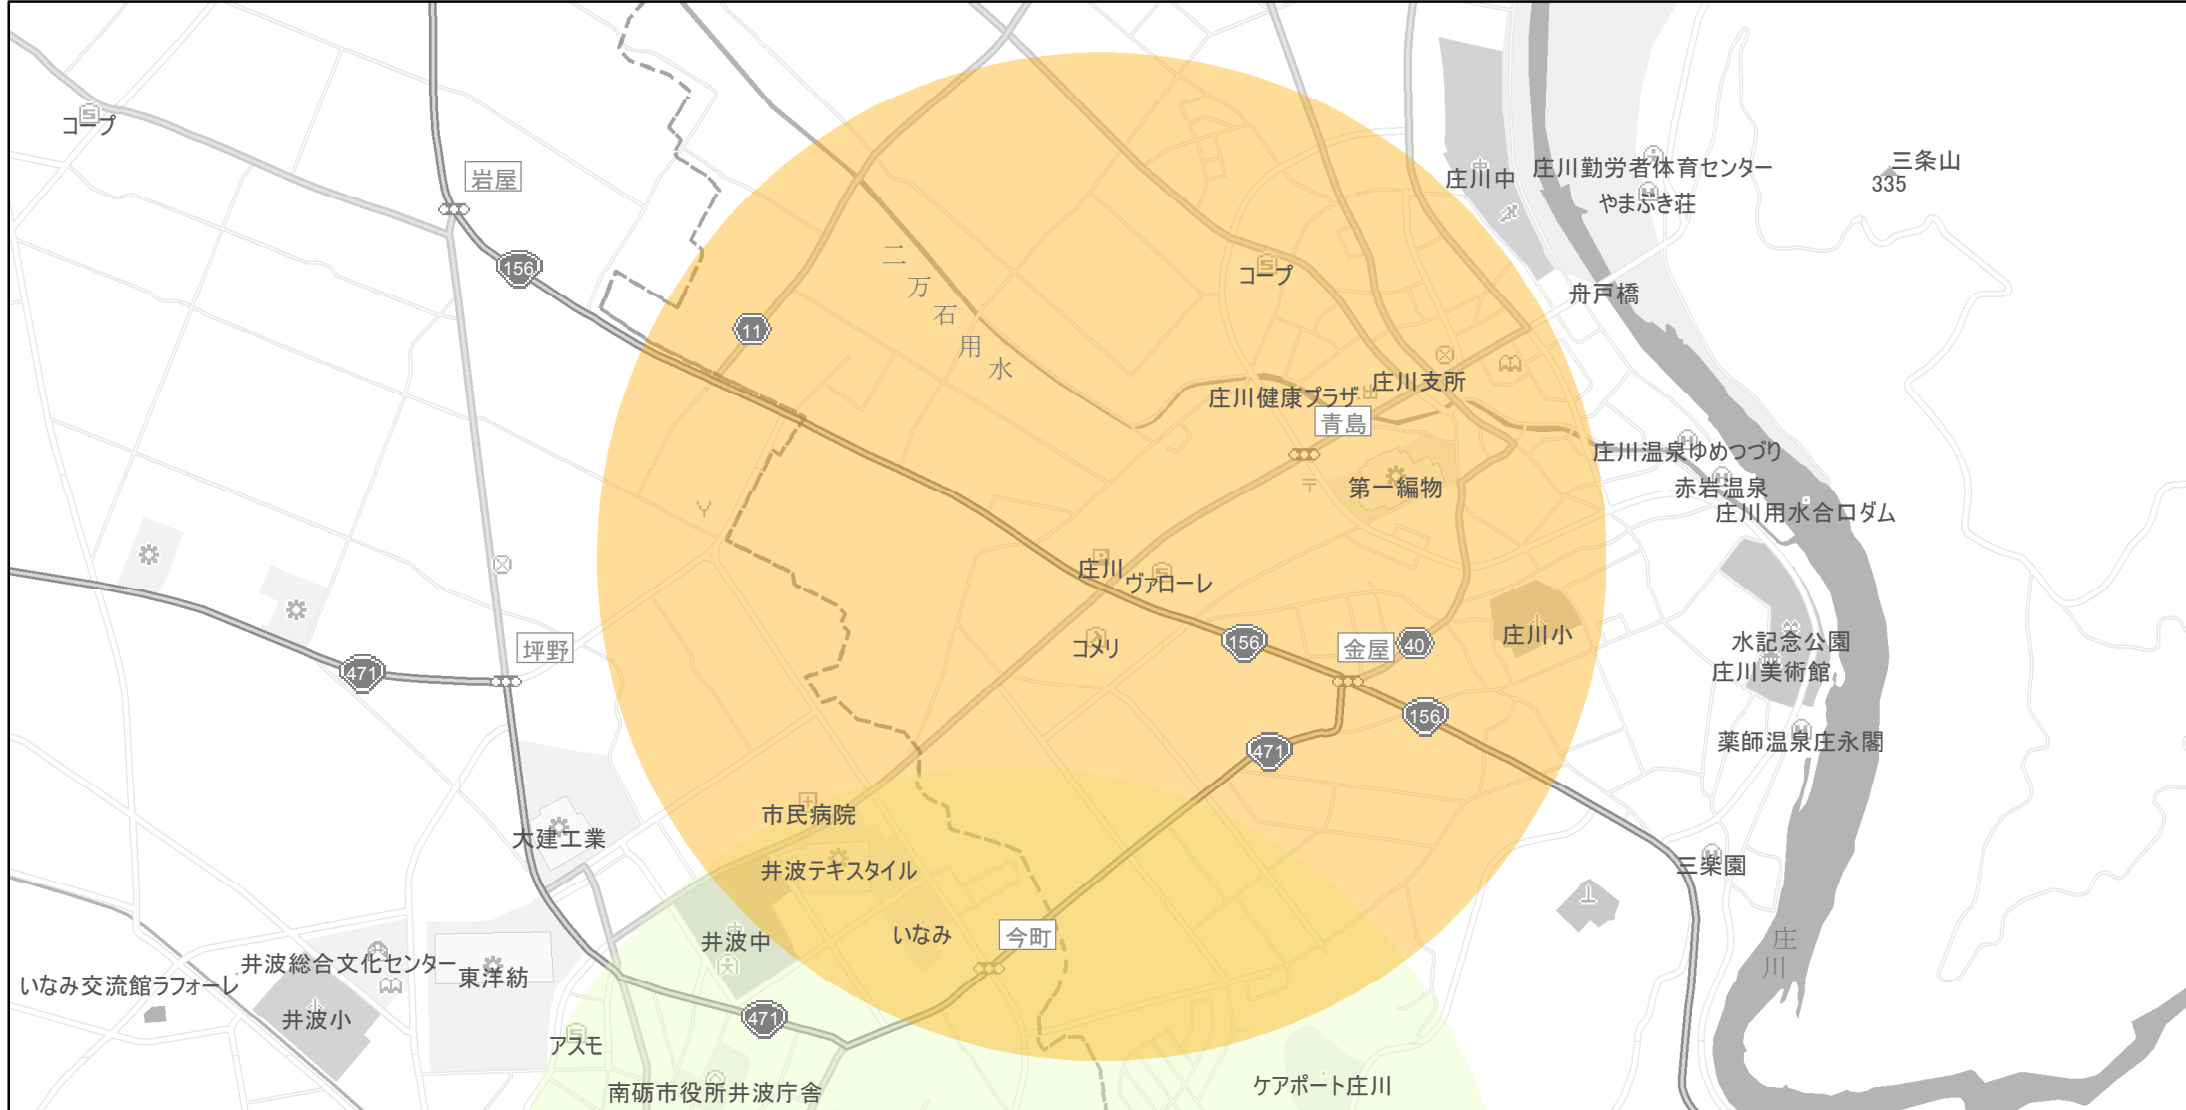 コープ
岩屋
156
11
二万石用水
コープ
庄川中
庄川勤労者体育センター
やまぶき荘
三条山
335
舟戸橋
庄川健康プラザ
庄川支所
青島
第一編物
庄川温泉ゆめつづり
赤岩温泉
庄川用水合口ダム
庄川
ヴァローレ
コメリ
156
金屋
40
庄川小
水記念公園
庄川美術館
坪野
471
156
471
薬師温泉庄永閣
市民病院
大建工業
井波テキスタイル
三楽園
井波中
いなみ
今町
庄川
井波総合文化センター
東洋紡
いなみ交流館ラフォーレ
井波小
471
アスモ
南砺市役所井波庁舎
ケアポート庄川